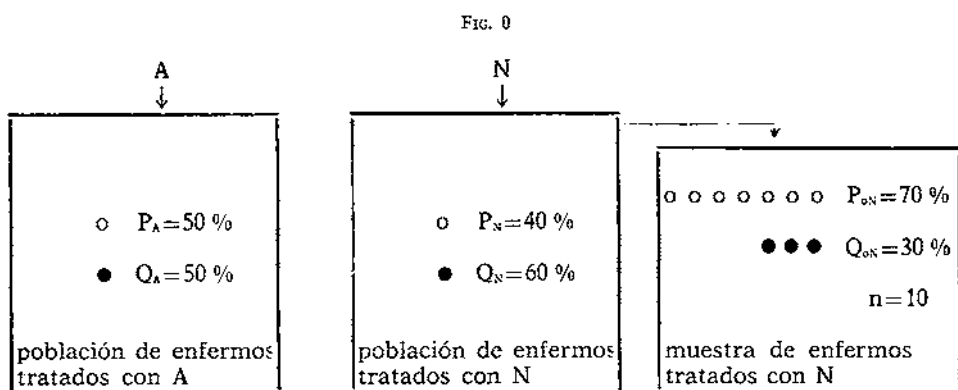 FIG. 0
A
N
P_A=50 %
Q_A=50 %
población de enfermos
tratados con A
P_N=40 %
Q_N=60 %
población de enfermos
tratados con N
P_oN=70 %
Q_oN=30 %
n=10
muestra de enfermos
tratados con N